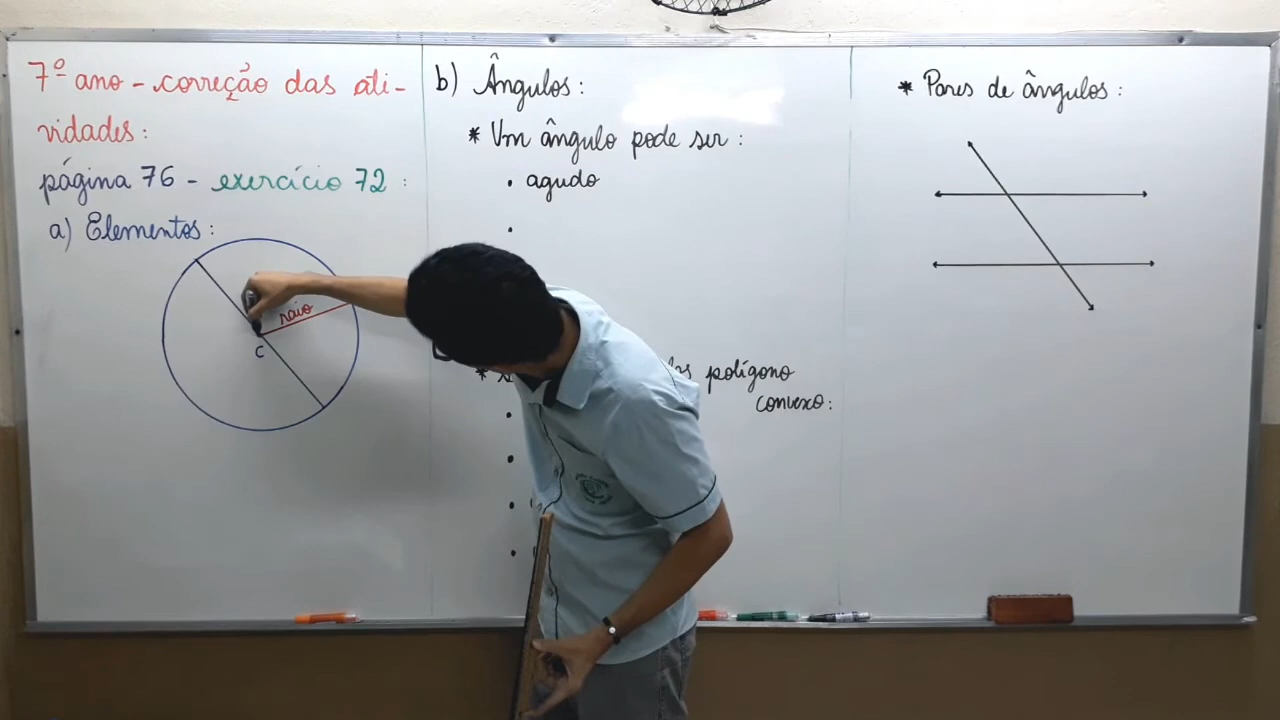 7º ano - correção das ati-
vidades:
página 76 - exercício 72 :
a) Elementos:
raio
C
b) Ângulos:
* Um ângulo pode ser :
• agudo
•
* polígono
convexo:
•
•
•
•
* Pares de ângulos :